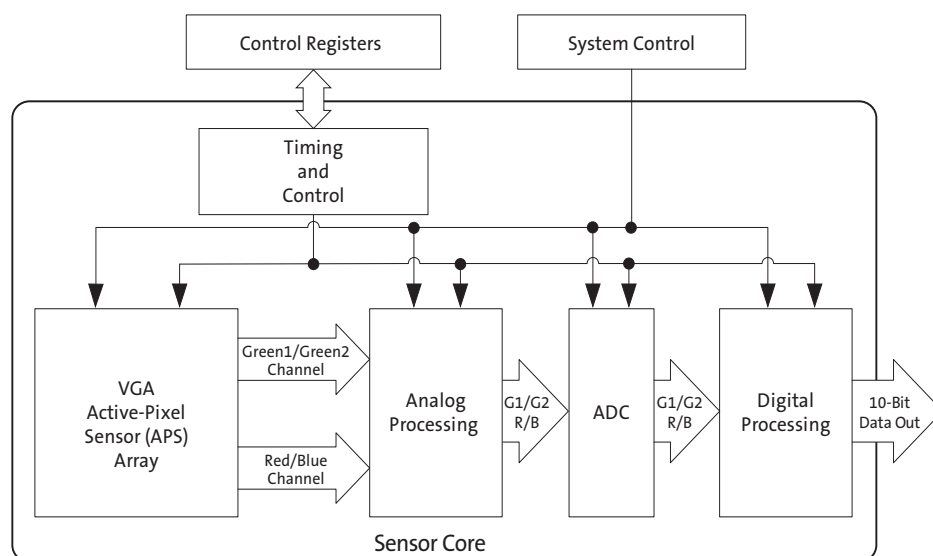 Control Registers
System Control
Timing
and
Control
VGA
Active-Pixel
Sensor (APS)
Array
Green1/Green2
Channel
Red/Blue
Channel
Analog
Processing
G1/G2
R/B
ADC
G1/G2
R/B
Digital
Processing
10-Bit
Data Out
Sensor Core